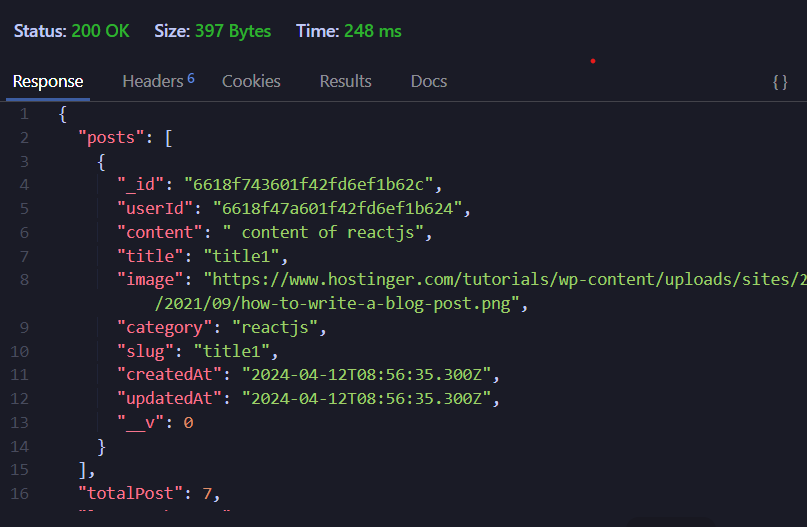 Status: 200 OK Size: 397 Bytes Time: 248 ms
Response Headers 6 Cookies Results Docs {}
1 {
2 "posts": [
3 {
4 "_id": "6618f743601f42fd6ef1b62c",
5 "userId": "6618f47a601f42fd6ef1b624",
6 "content": " content of reactjs",
7 "title": "title1",
8 "image": "https://www.hostinger.com/tutorials/wp-content/uploads/sites/2
/2021/09/how-to-write-a-blog-post.png",
9 "category": "reactjs",
10 "slug": "title1",
11 "createdAt": "2024-04-12T08:56:35.300Z",
12 "updatedAt": "2024-04-12T08:56:35.300Z",
13 "__v": 0
14 }
15 ],
16 "totalPost": 7,